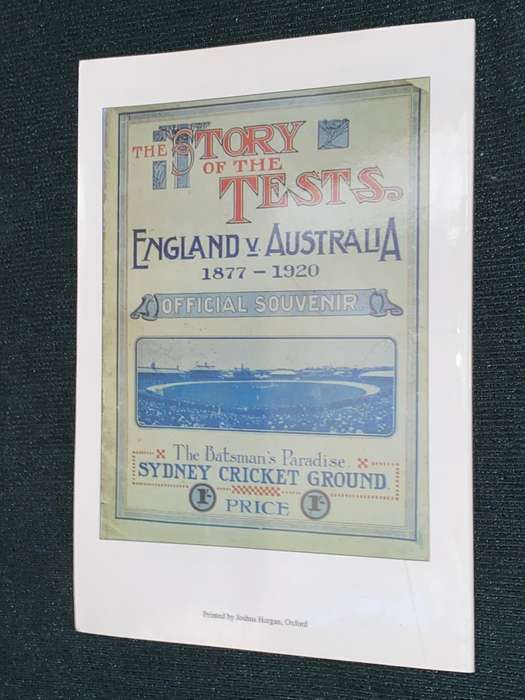 THE STORY
OF THE
TESTS.
ENGLAND V. AUSTRALIA
1877 - 1920
OFFICIAL SOUVENIR.
The Batsman's Paradise.
SYDNEY CRICKET GROUND.
1/- PRICE 1/-
Printed by Joshua Horgan, Oxford